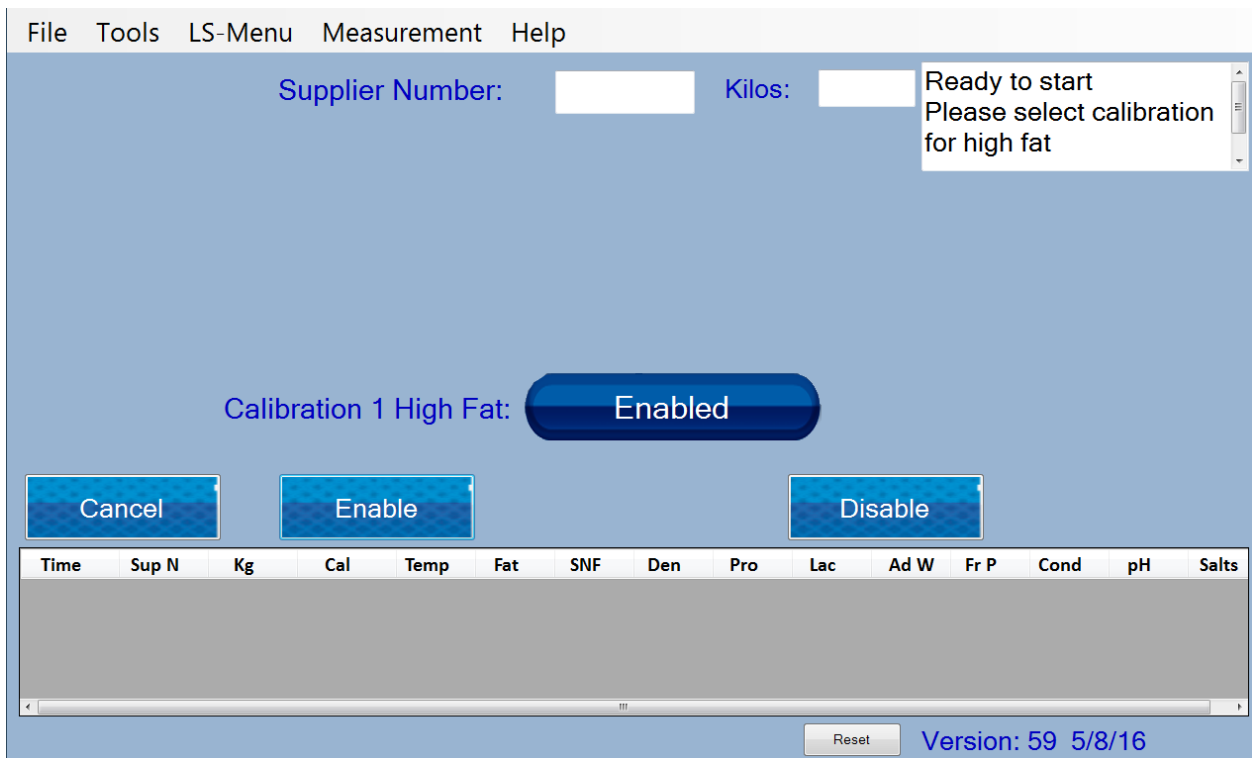 File Tools LS-Menu Measurement Help
Supplier Number: Kilos:
Ready to start
Please select calibration
for high fat
Calibration 1 High Fat: Enabled
Cancel Enable Disable
Time Sup N Kg Cal Temp Fat SNF Den Pro Lac Ad W Fr P Cond pH Salts
Reset Version: 59 5/8/16